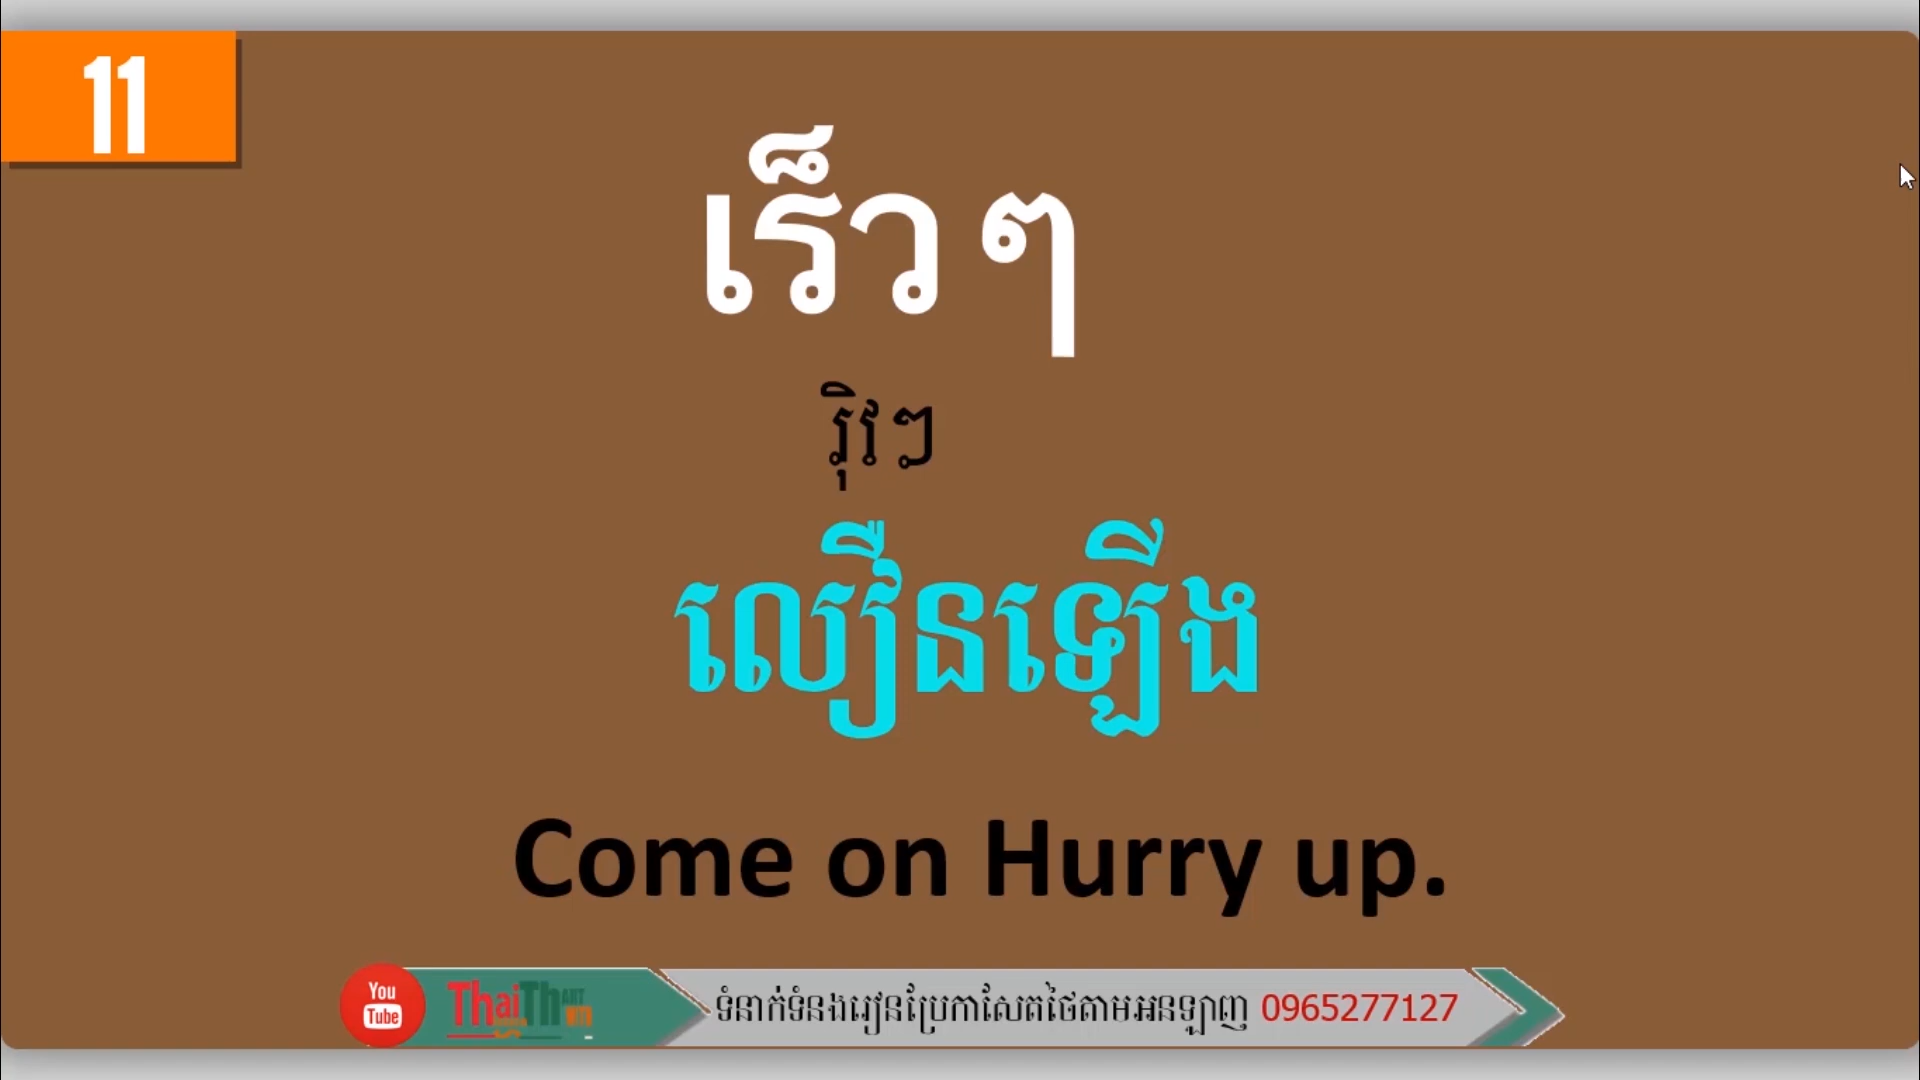 11
เร็วๆ
រ៉ិវៗ
លឿនឡើង
Come on Hurry up.
You
Tube
ទំនាក់ទំនងរៀនប្រែកាសែតថៃតាមអនឡាញ 0965277127